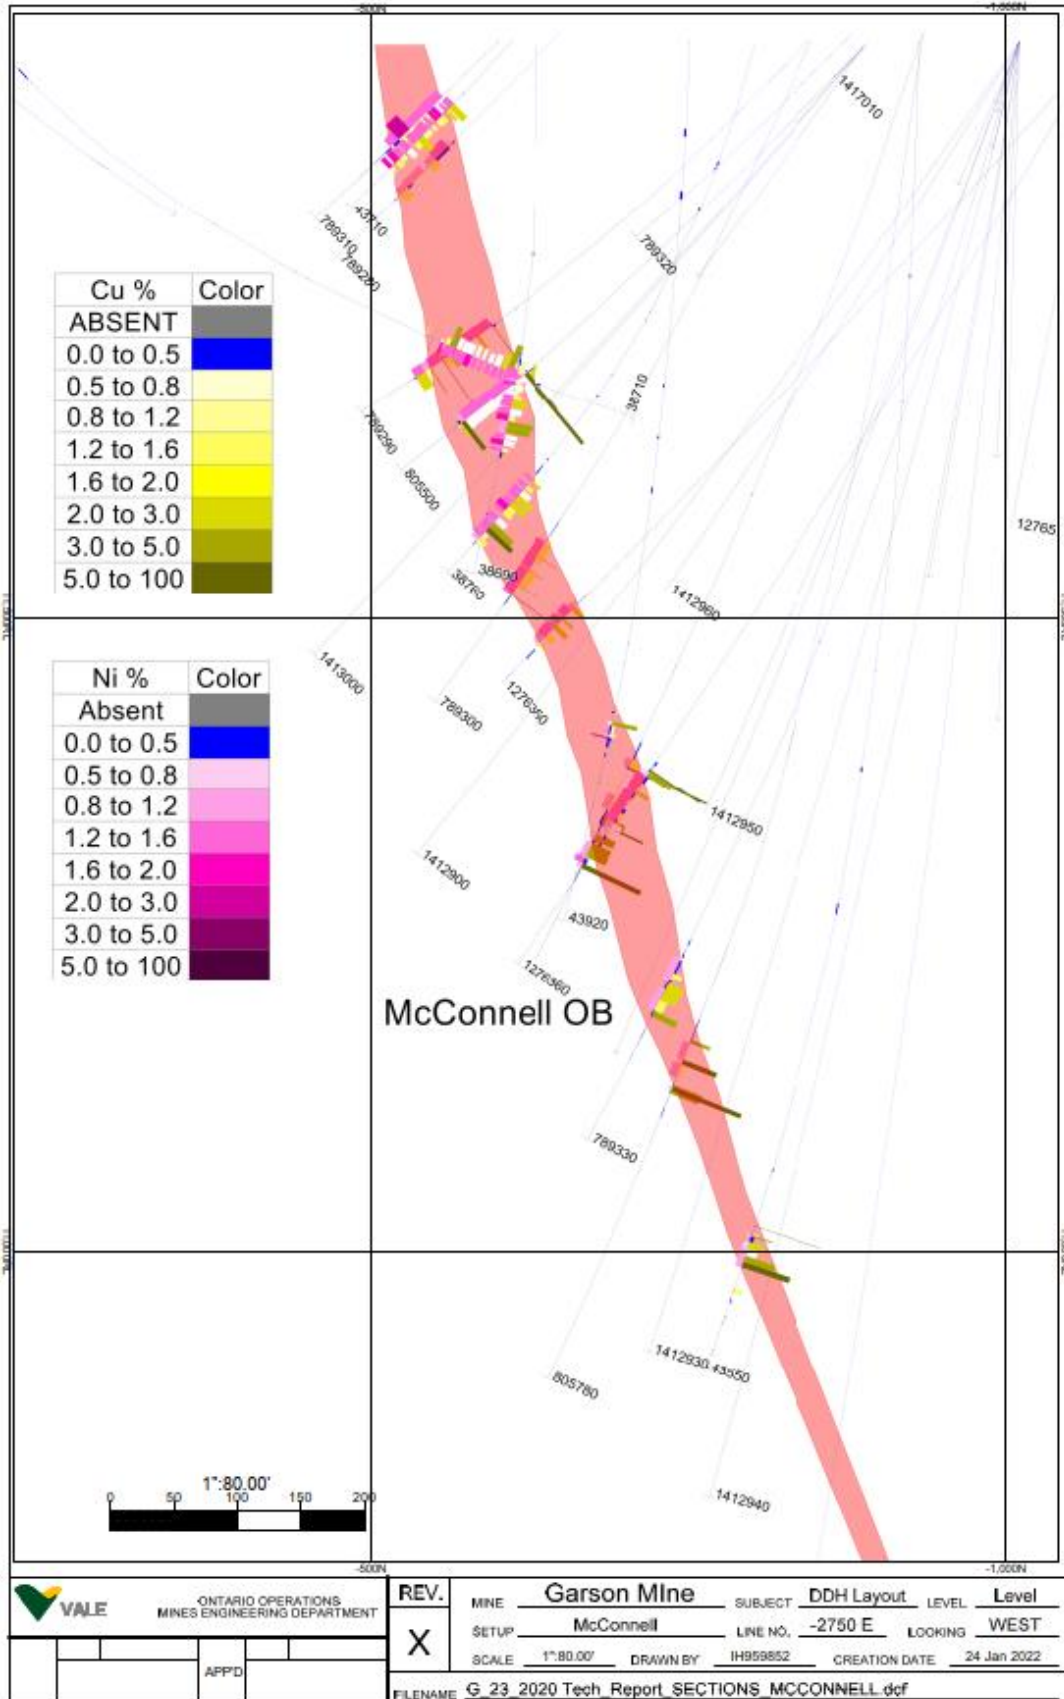 -500N
-1,000N
1417010
43710
789310
789280
789320
Cu % Color
ABSENT
0.0 to 0.5
0.5 to 0.8
0.8 to 1.2
1.2 to 1.6
1.6 to 2.0
2.0 to 3.0
3.0 to 5.0
5.0 to 100
38710
789290
805500
12765
38690
38760
1412960
1413000
789300
1276350
Ni % Color
Absent
0.0 to 0.5
0.5 to 0.8
0.8 to 1.2
1.2 to 1.6
1.6 to 2.0
2.0 to 3.0
3.0 to 5.0
5.0 to 100
1412950
1412900
43920
1276360
McConnell OB
789330
1412930
43550
805780
1412940
1":80.00'
0 50 100 150 200
-500N
-1,000N
VALE
ONTARIO OPERATIONS
MINES ENGINEERING DEPARTMENT
APP'D
REV.
X
MINE Garson MIne SUBJECT DDH Layout LEVEL Level
SETUP McConnell LINE NO. -2750 E LOOKING WEST
SCALE 1":80.00' DRAWN BY IH959852 CREATION DATE 24 Jan 2022
FILENAME G_23_2020 Tech_Report_SECTIONS_MCCONNELL.dcf